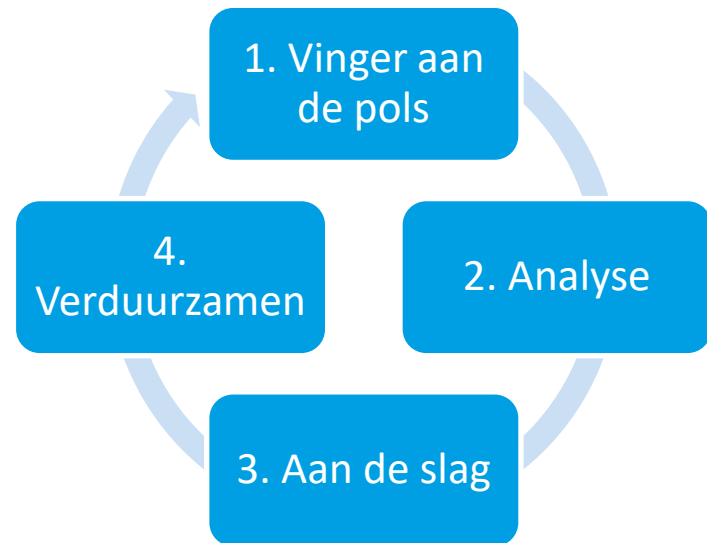 1. Vinger aan
de pols
2. Analyse
3. Aan de slag
4.
Verduurzamen